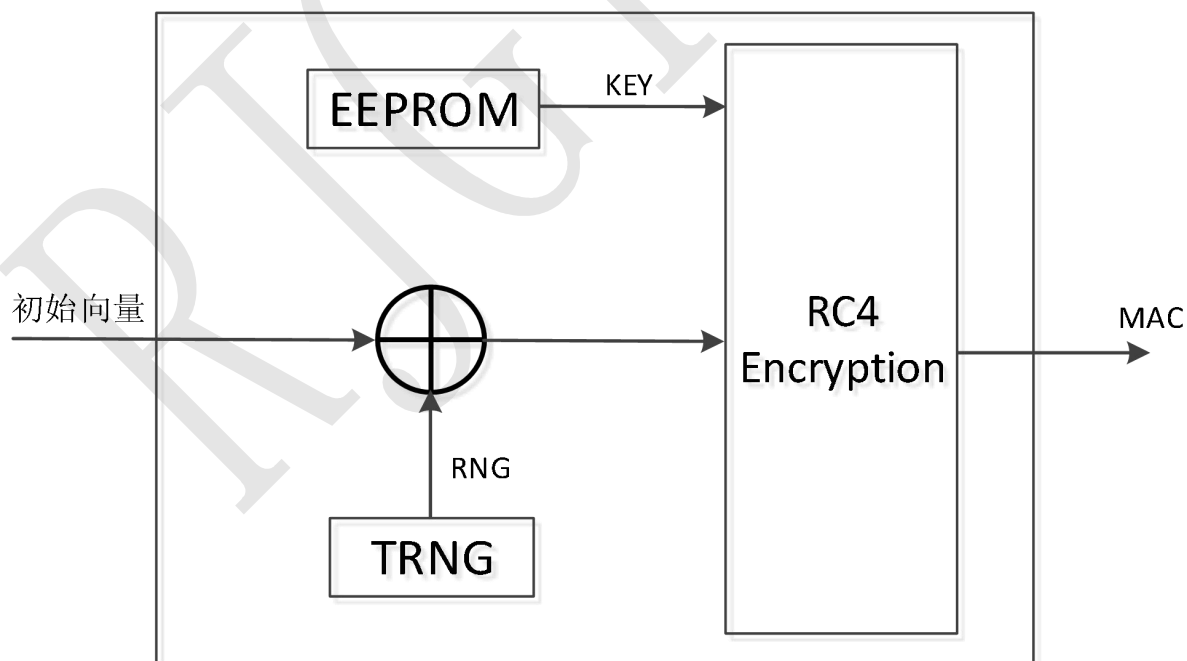 EEPROM
KEY
初始向量
RC4
Encryption
MAC
RNG
TRNG